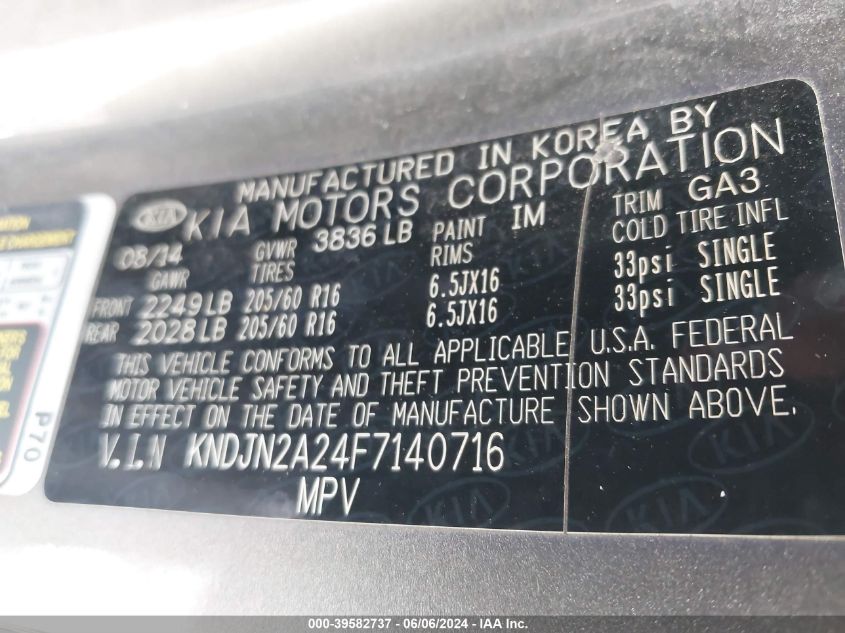 MANUFACTURED IN KOREA BY
KIA KIA MOTORS CORPORATION
08/14 GVWR 3836 LB PAINT IM TRIM GA3
GAWR TIRES RIMS COLD TIRE INFL
FRONT 2249 LB 205/60 R16 6.5JX16 33psi SINGLE
REAR 2028 LB 205/60 R16 6.5JX16 33psi SINGLE
THIS VEHICLE CONFORMS TO ALL APPLICABLE U.S.A. FEDERAL
MOTOR VEHICLE SAFETY AND THEFT PREVENTION STANDARDS
IN EFFECT ON THE DATE OF MANUFACTURE SHOWN ABOVE.
V.I.N KNDJN2A24F7140716
MPV
P70
000-39582737 - 06/06/2024 - IAAI Inc.